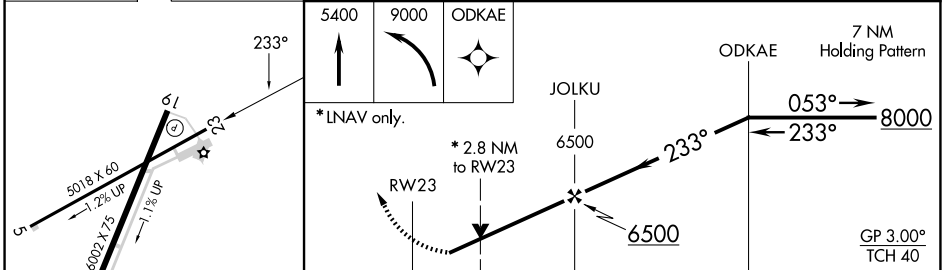 233°
19
P
23
5018 X 60
1.2% UP
5
6002 X 75
1.1% UP
5400
9000
ODKAE
* LNAV only.
* 2.8 NM
to RW23
RW23
JOLKU
6500
6500
233°
ODKAE
7 NM
Holding Pattern
053°
233°
8000
GP 3.00°
TCH 40